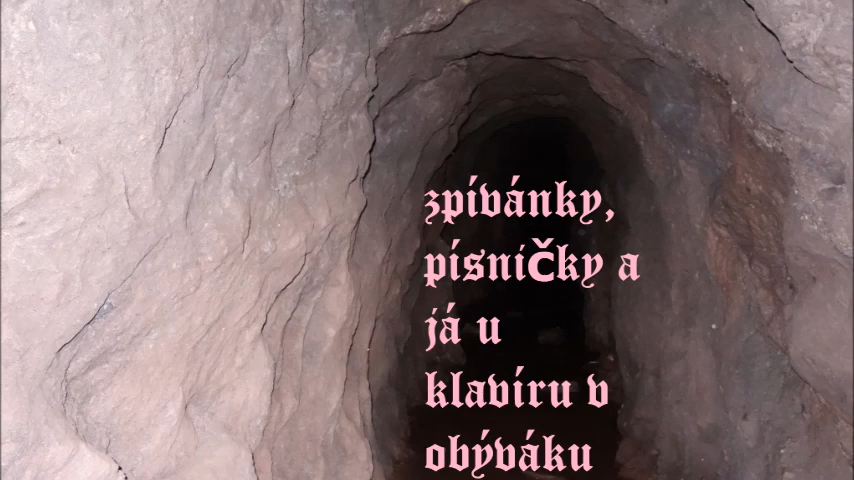 zpívánky,
písničky a
já u
klavíru v
obýváku